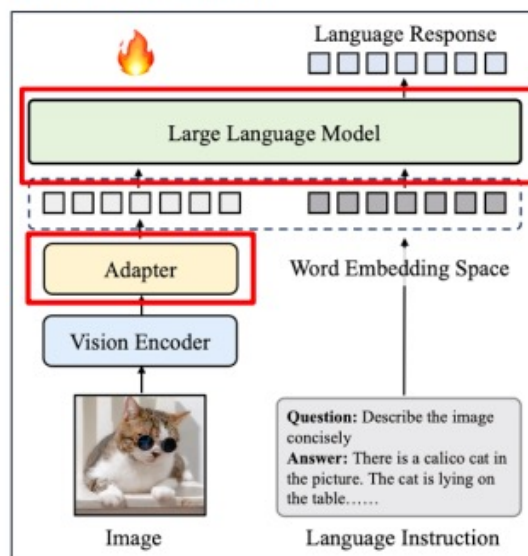 Language Response
Large Language Model
Adapter
Word Embedding Space
Vision Encoder
Question: Describe the image
concisely
Answer: There is a calico cat in
the picture. The cat is lying on
the table......
Image
Language Instruction